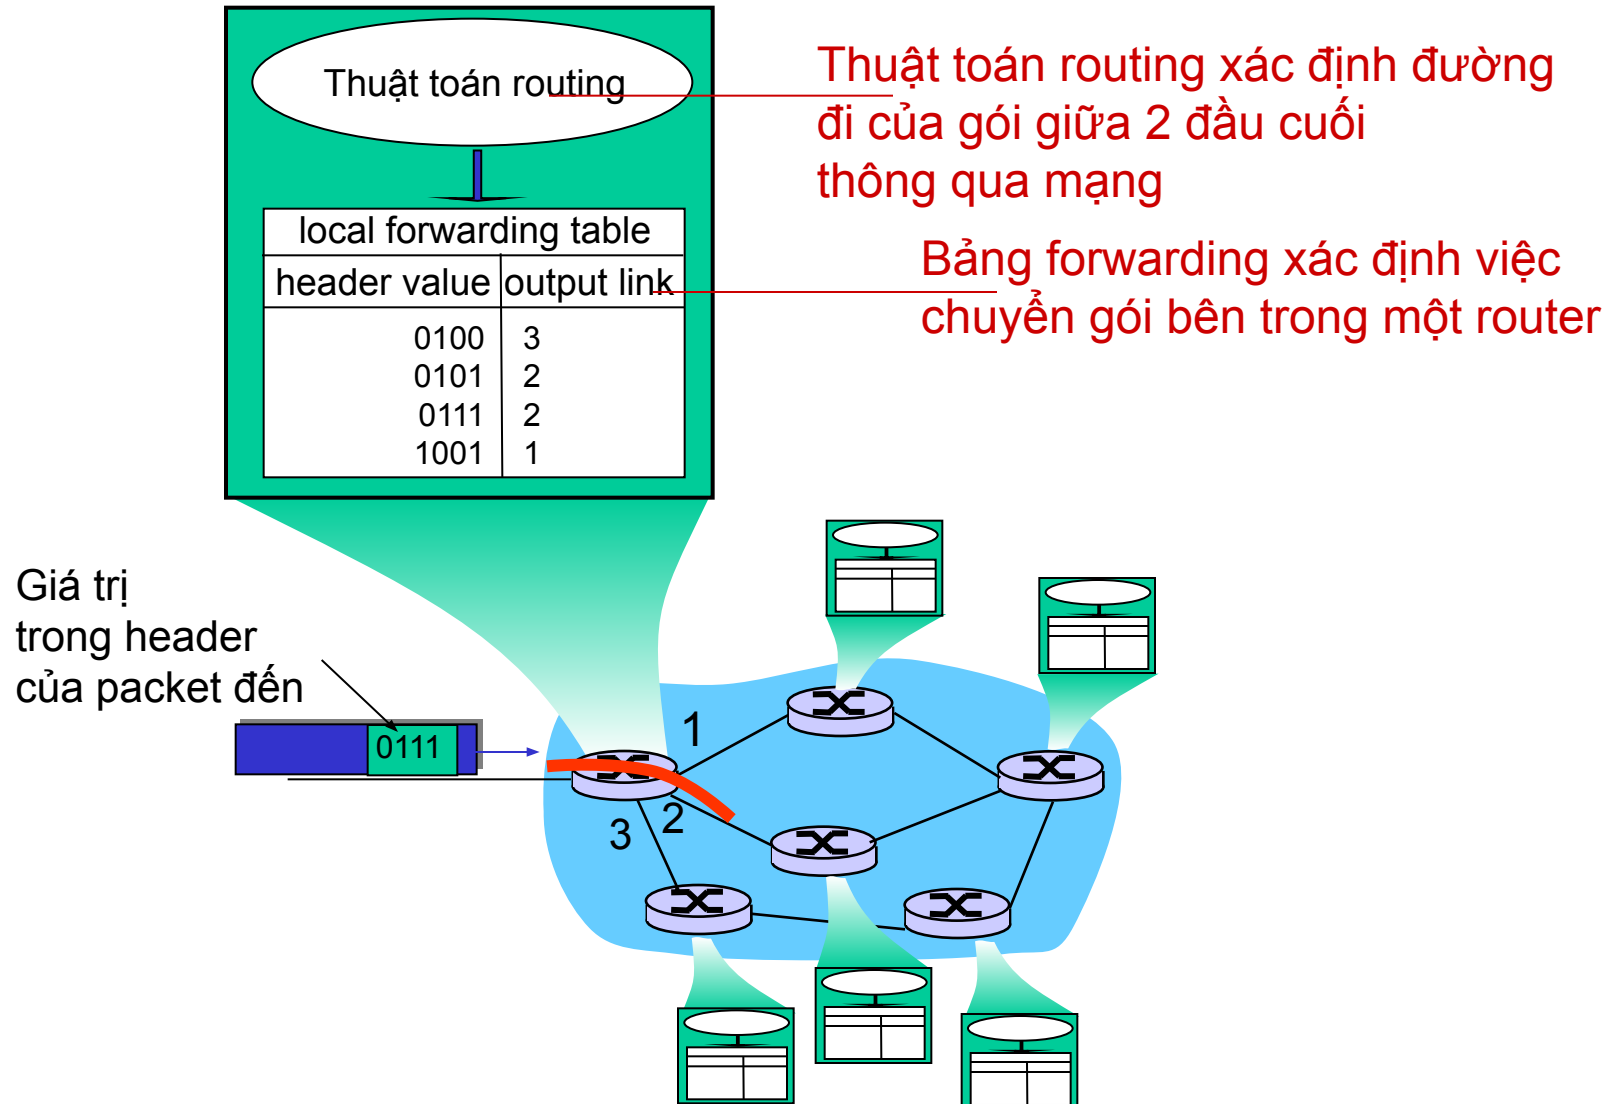 Thuật toán routing
Thuật toán routing xác định đường
đi của gói giữa 2 đầu cuối
thông qua mạng
local forwarding table
header value output link
0100 3
0101 2
0111 2
1001 1
Bảng forwarding xác định việc
chuyển gói bên trong một router
Giá trị
trong header
của packet đến
0111
1
2
3